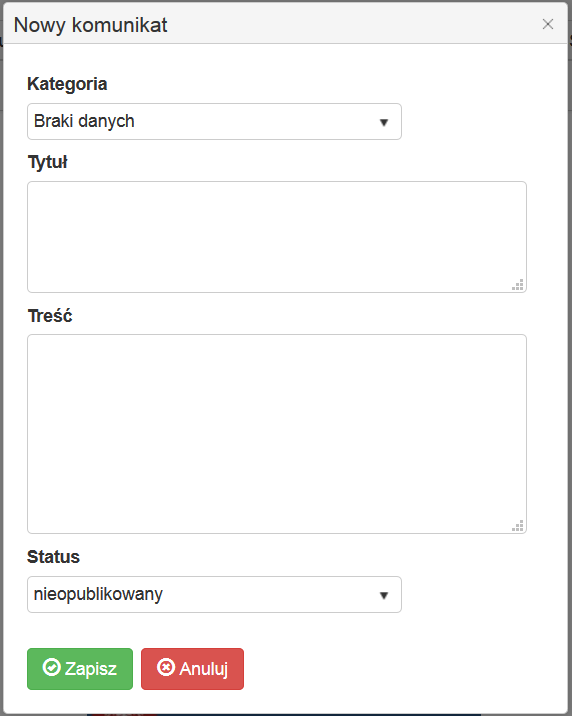 Nowy komunikat
Kategoria
Braki danych
Tytuł
Treść
Status
nieopublikowany
Zapisz Anuluj